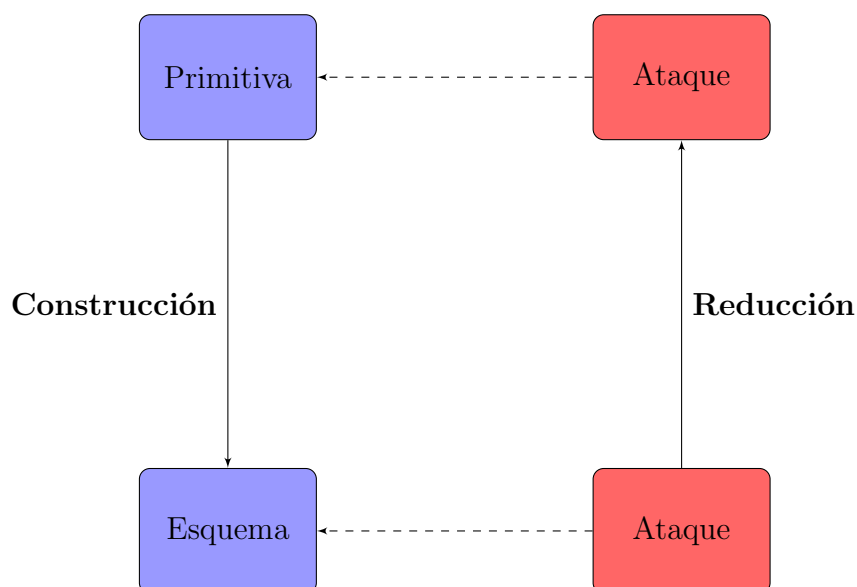 Primitiva
Ataque
Construcción
Reducción
Esquema
Ataque